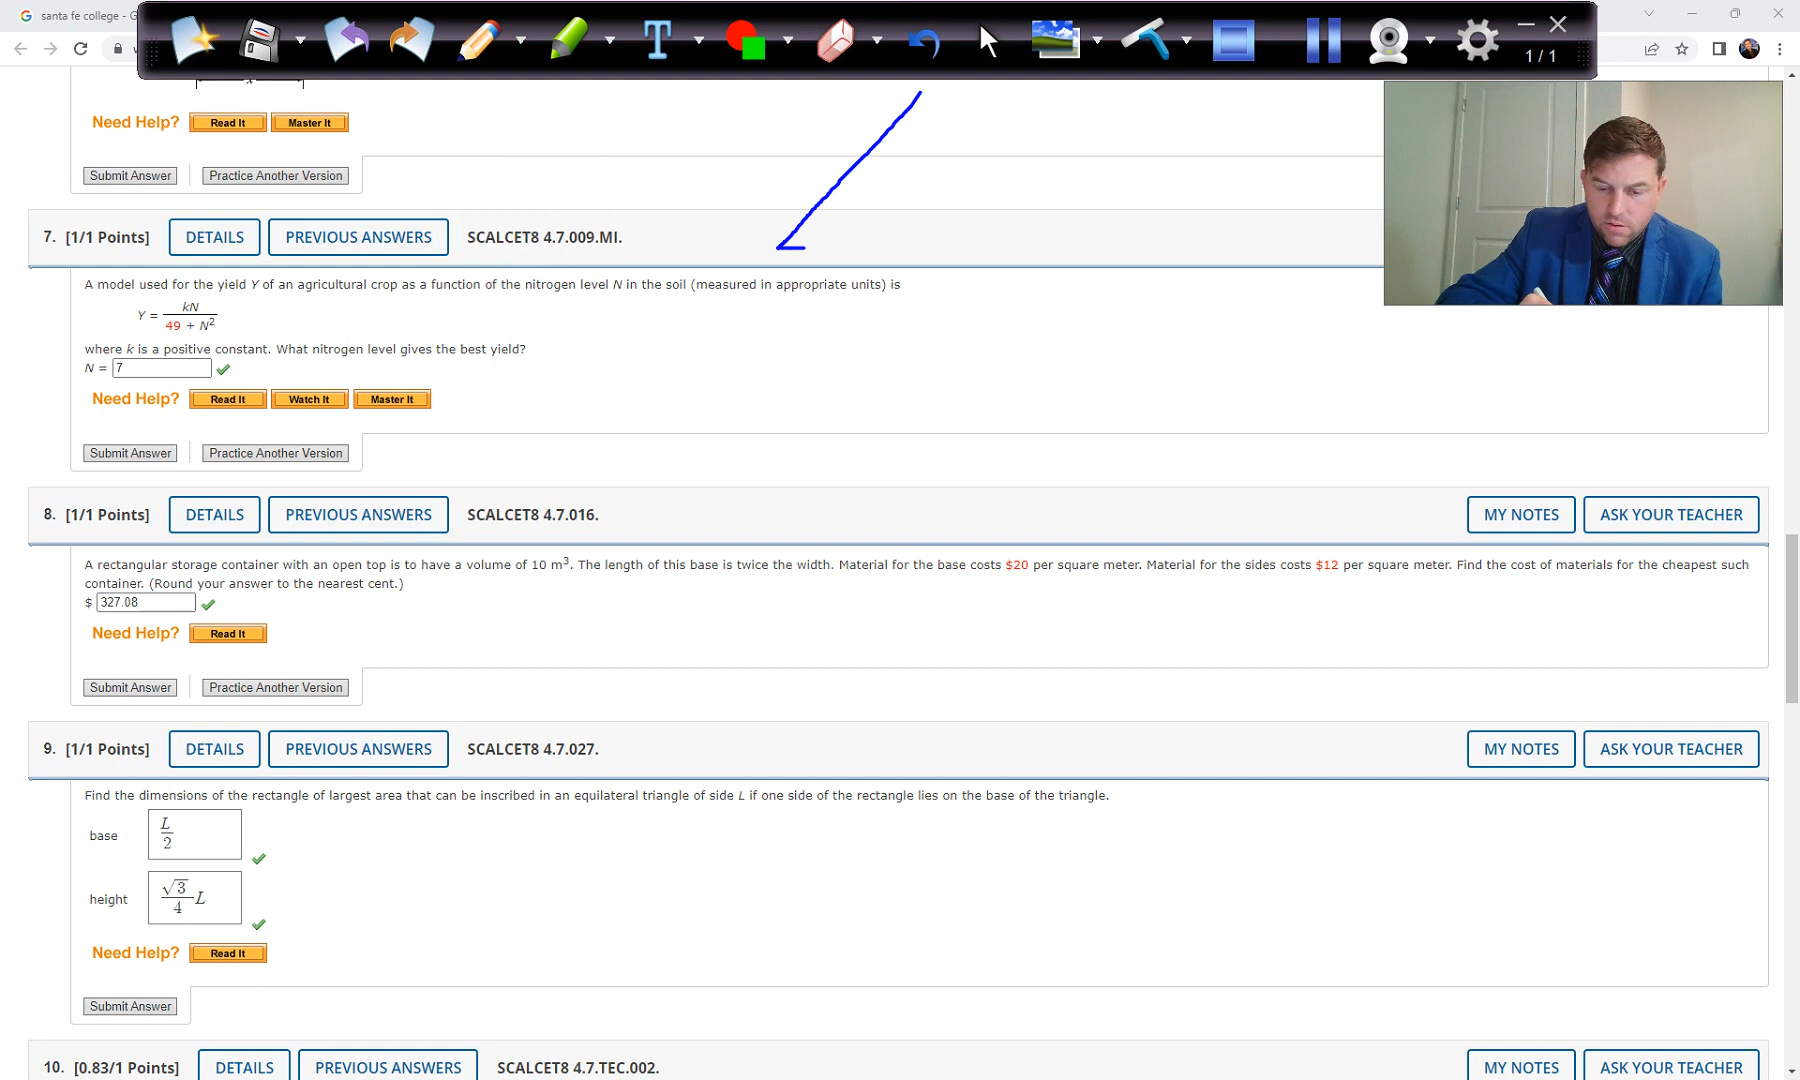 santa fe college - G
1 / 1
x
Need Help? Read It Master It
Submit Answer Practice Another Version
7. [1/1 Points] DETAILS PREVIOUS ANSWERS SCALCET8 4.7.009.MI.
A model used for the yield Y of an agricultural crop as a function of the nitrogen level N in the soil (measured in appropriate units) is
Y = kN / (49 + N²)
where k is a positive constant. What nitrogen level gives the best yield?
N = 7
Need Help? Read It Watch It Master It
Submit Answer Practice Another Version
8. [1/1 Points] DETAILS PREVIOUS ANSWERS SCALCET8 4.7.016. MY NOTES ASK YOUR TEACHER
A rectangular storage container with an open top is to have a volume of 10 m³. The length of this base is twice the width. Material for the base costs $20 per square meter. Material for the sides costs $12 per square meter. Find the cost of materials for the cheapest such
container. (Round your answer to the nearest cent.)
$ 327.08
Need Help? Read It
Submit Answer Practice Another Version
9. [1/1 Points] DETAILS PREVIOUS ANSWERS SCALCET8 4.7.027. MY NOTES ASK YOUR TEACHER
Find the dimensions of the rectangle of largest area that can be inscribed in an equilateral triangle of side L if one side of the rectangle lies on the base of the triangle.
base L/2
height √3/4 L
Need Help? Read It
Submit Answer
10. [0.83/1 Points] DETAILS PREVIOUS ANSWERS SCALCET8 4.7.TEC.002. MY NOTES ASK YOUR TEACHER